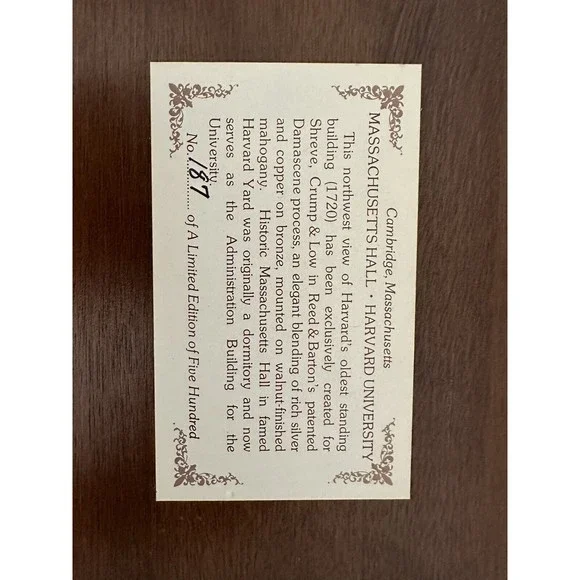 Cambridge, Massachusetts
MASSACHUSETTS HALL • HARVARD UNIVERSITY
This northwest view of Harvard's oldest standing
building (1720) has been exclusively created for
Shreve, Crump & Low in Reed & Barton's patented
Damascene process, an elegant blending of rich silver
and copper on bronze, mounted on walnut-finished
mahogany. Historic Massachusetts Hall in famed
Harvard Yard was originally a dormitory and now
serves as the Administration Building for the
University.
No. 187 of A Limited Edition of Five Hundred